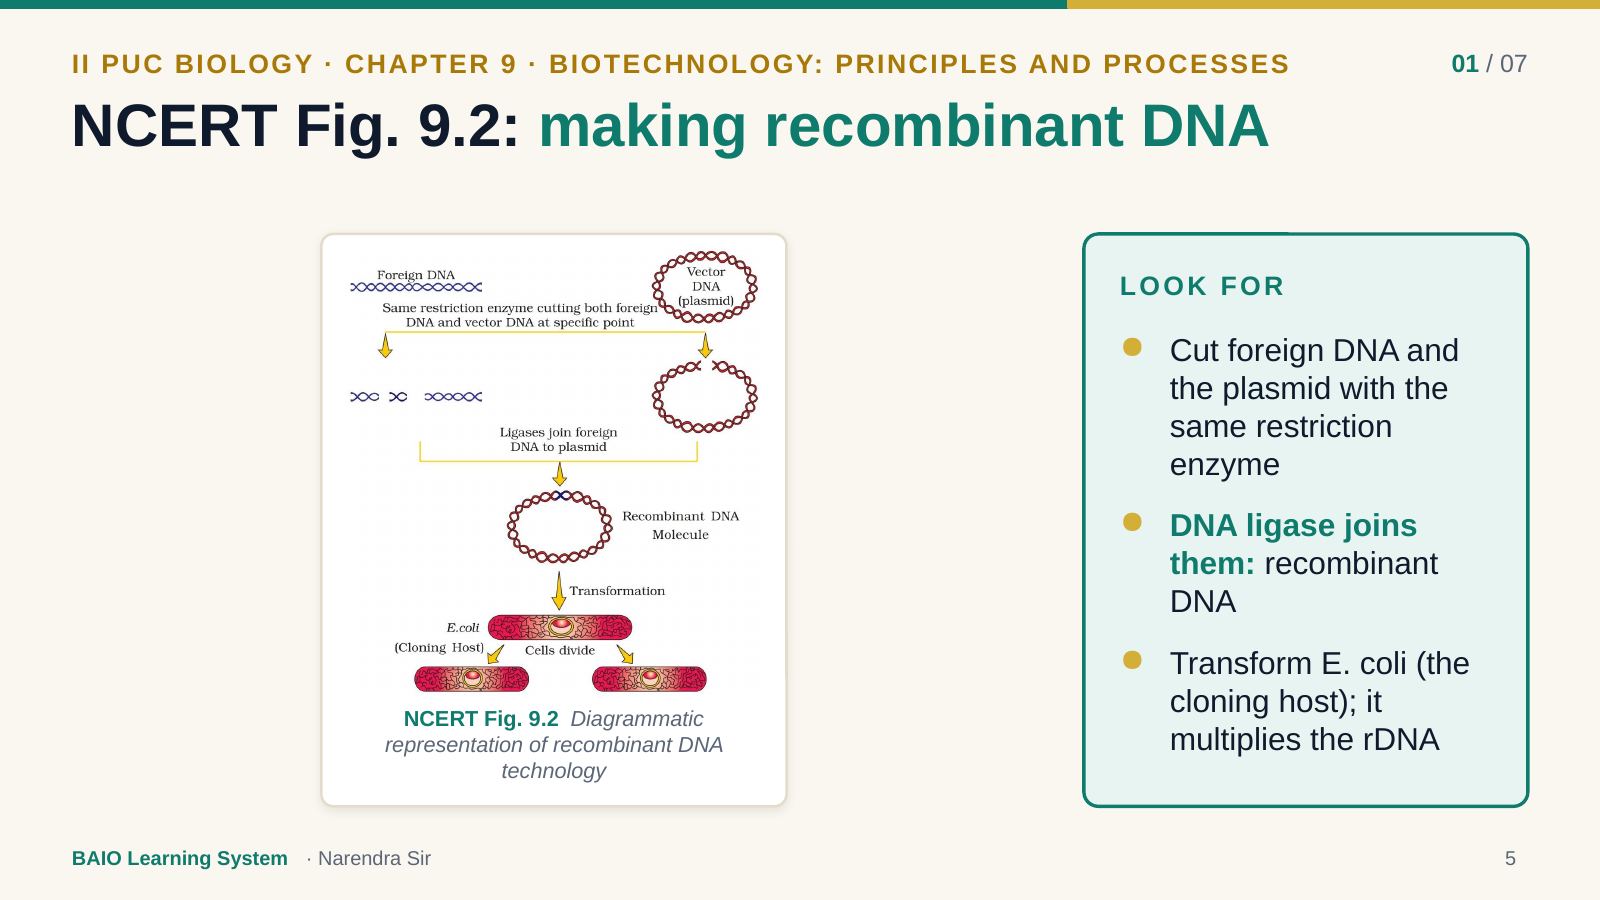 II PUC BIOLOGY · CHAPTER 9 · BIOTECHNOLOGY: PRINCIPLES AND PROCESSES
01 / 07
NCERT Fig. 9.2: making recombinant DNA
Foreign DNA
Vector
DNA
(plasmid)
Same restriction enzyme cutting both foreign
DNA and vector DNA at specific point
Ligases join foreign
DNA to plasmid
Recombinant DNA
Molecule
Transformation
E.coli
(Cloning Host)
Cells divide
NCERT Fig. 9.2 Diagrammatic
representation of recombinant DNA
technology
LOOK FOR
Cut foreign DNA and
the plasmid with the
same restriction
enzyme
DNA ligase joins
them: recombinant
DNA
Transform E. coli (the
cloning host); it
multiplies the rDNA
BAIO Learning System · Narendra Sir
5